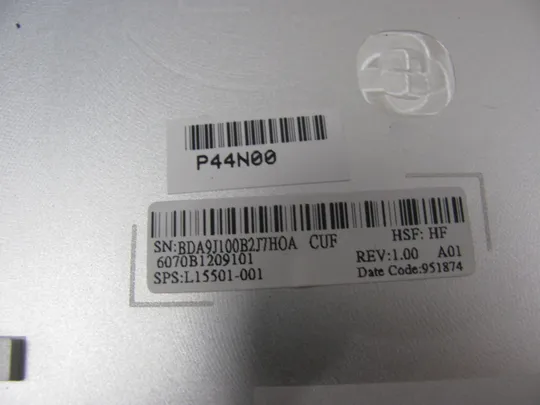 P44N00
SN:BDA9J100B2J7HOA CUF HSF: HF
6070B1209101 REV:1.00 A01
SPS:L15501-001 Date Code:951874